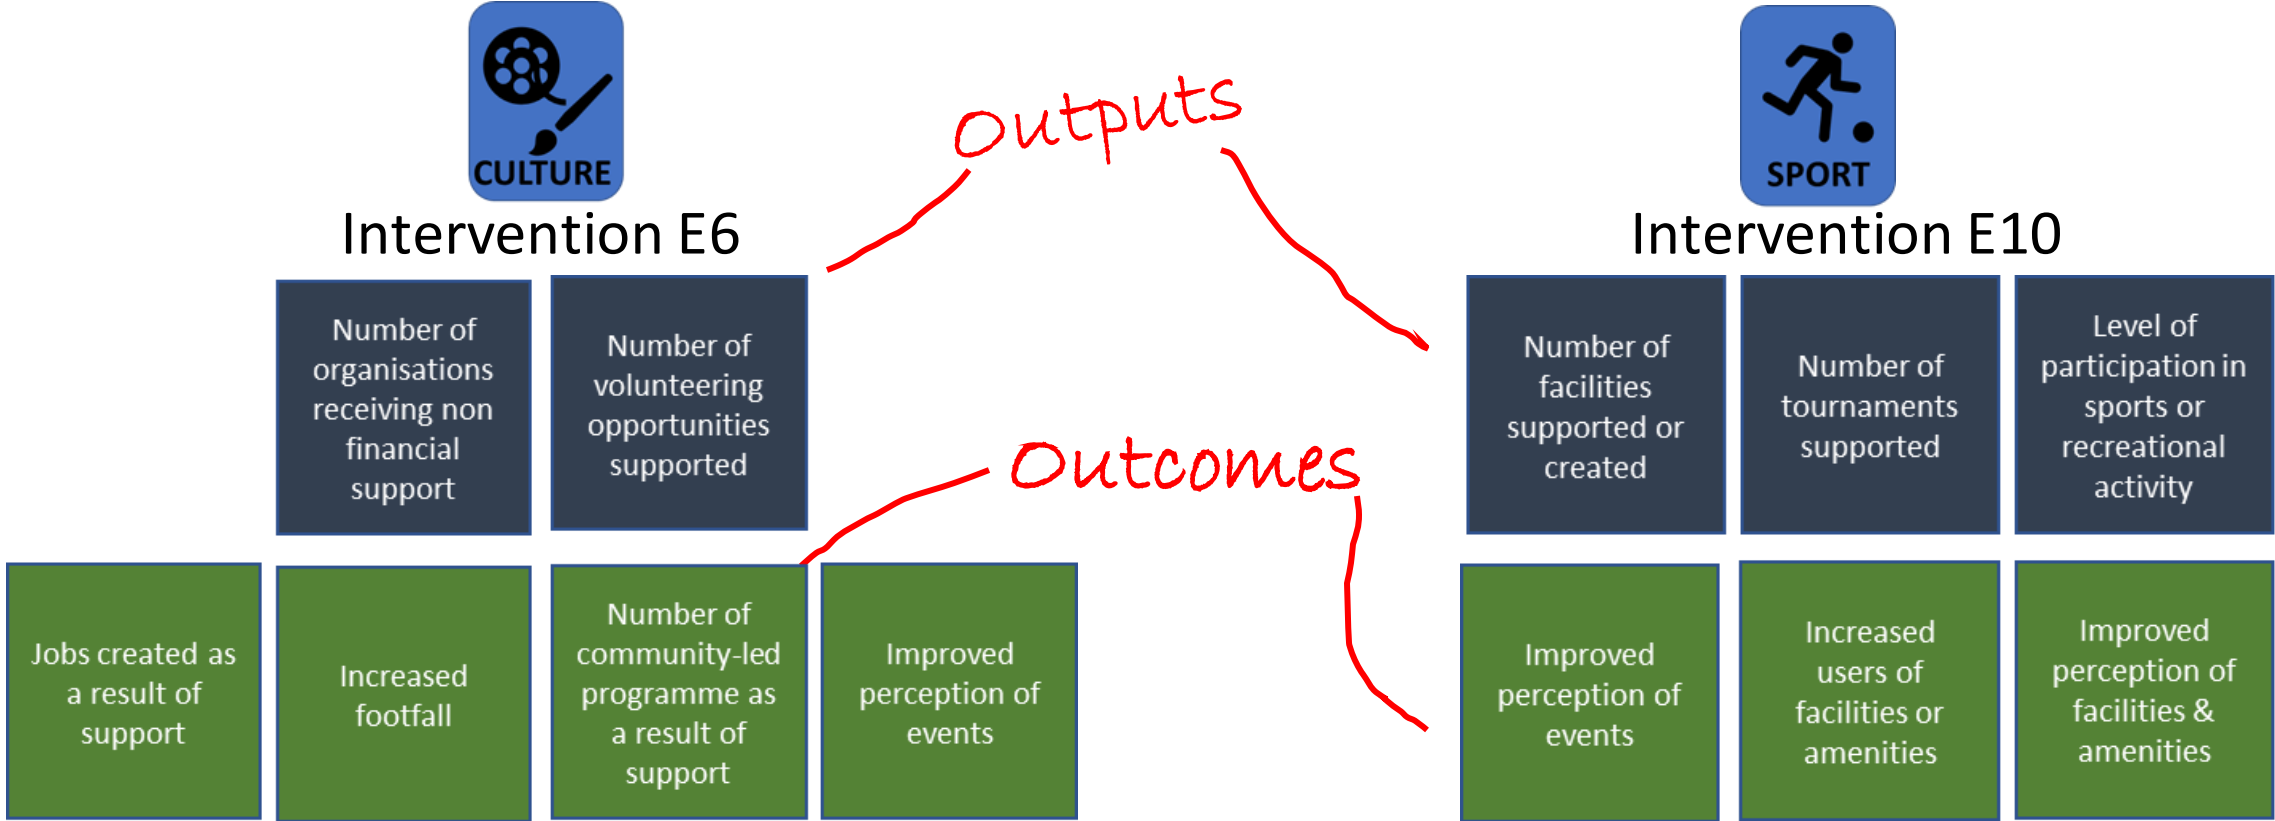 CULTURE
Intervention E6
Outputs
SPORT
Intervention E10
Number of
organisations
receiving non
financial
support
Number of
volunteering
opportunities
supported
Number of
facilities
supported or
created
Number of
tournaments
supported
Level of
participation in
sports or
recreational
activity
Outcomes
Jobs created as
a result of
support
Increased
footfall
Number of
community-led
programme as
a result of
support
Improved
perception of
events
Improved
perception of
events
Increased
users of
facilities or
amenities
Improved
perception of
facilities &
amenities